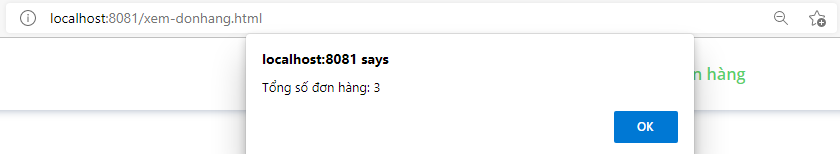 localhost:8081/xem-donhang.html
localhost:8081 says
hàng
Tổng số đơn hàng: 3
OK